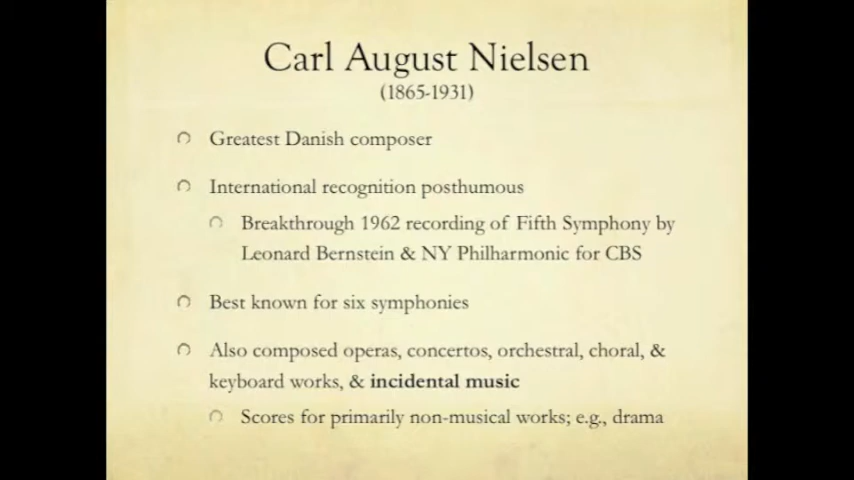 Carl August Nielsen
(1865-1931)
Greatest Danish composer
International recognition posthumous
Breakthrough 1962 recording of Fifth Symphony by
Leonard Bernstein & NY Philharmonic for CBS
Best known for six symphonies
Also composed operas, concertos, orchestral, choral, &
keyboard works, & incidental music
Scores for primarily non-musical works; e.g., drama